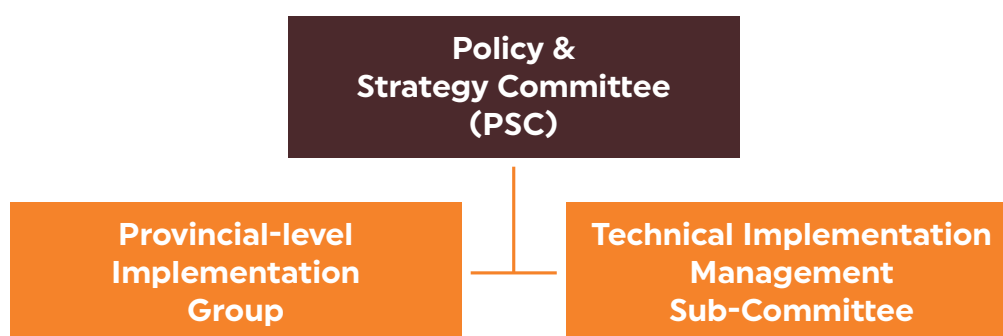 Policy &
Strategy Committee
(PSC)
Provincial-level
Implementation
Group
Technical Implementation
Management
Sub-Committee